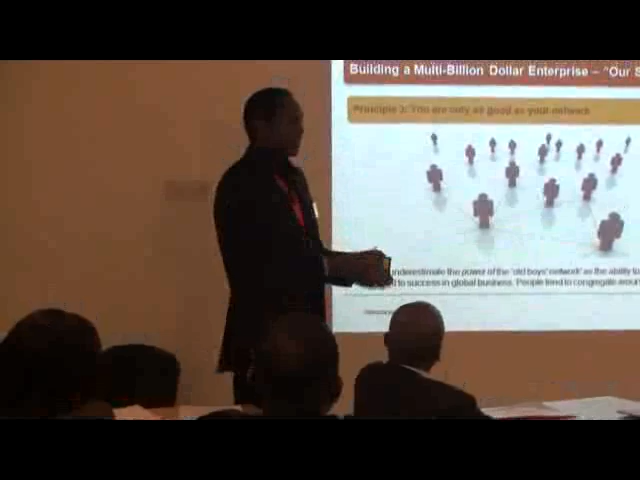 Building a Multi-Billion Dollar Enterprise – "Our S
Principle 3: You are only as good as your network
underestimate the power of the 'old boys' network' as the ability to
to success in global business. People tend to congregate around